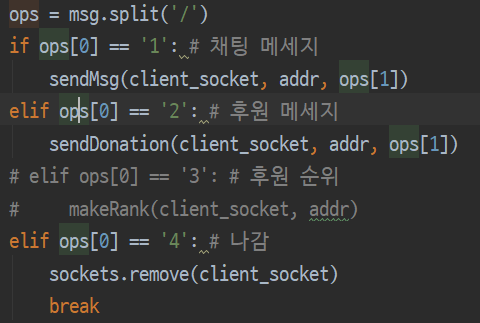 ops = msg.split('/')
if ops[0] == '1': # 채팅 메세지
    sendMsg(client_socket, addr, ops[1])
elif ops[0] == '2': # 후원 메세지
    sendDonation(client_socket, addr, ops[1])
# elif ops[0] == '3': # 후원 순위
#     makeRank(client_socket, addr)
elif ops[0] == '4': # 나감
    sockets.remove(client_socket)
    break